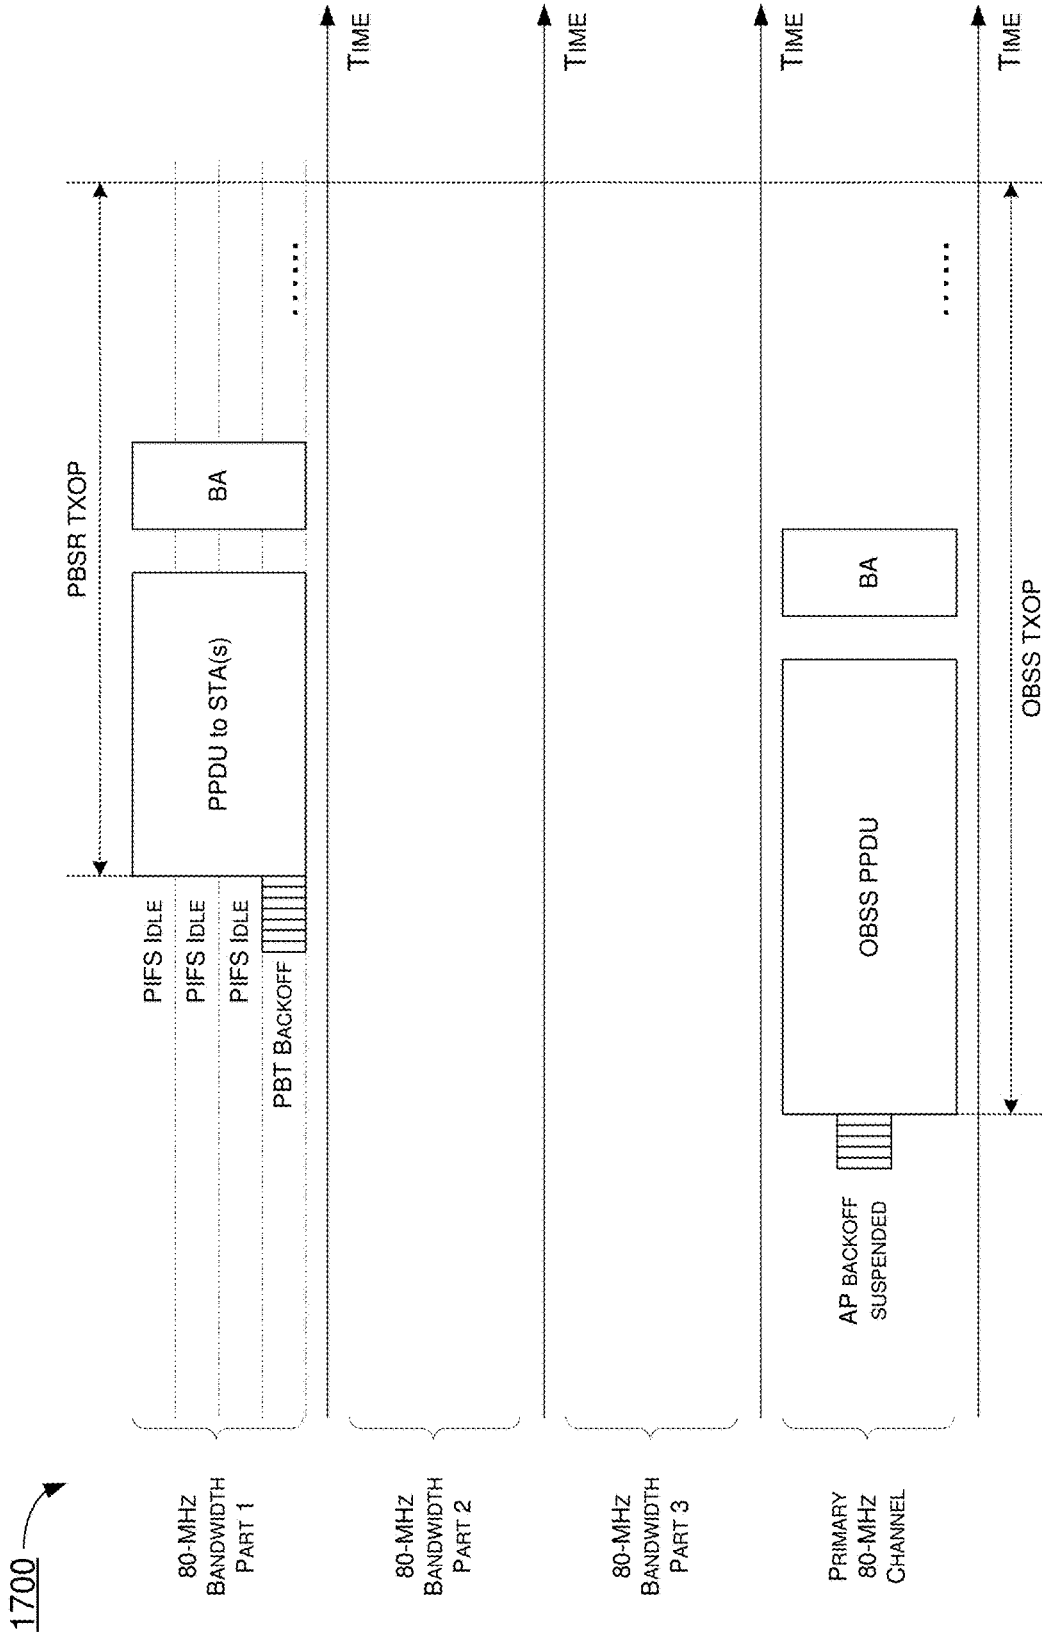 1700
PBSR TXOP
80-MHZ
BANDWIDTH
PART 1
PIFS IDLE
PIFS IDLE
PIFS IDLE
PBT BACKOFF
PPDU to STA(s)
BA
......
TIME
80-MHZ
BANDWIDTH
PART 2
TIME
80-MHZ
BANDWIDTH
PART 3
TIME
PRIMARY
80-MHZ
CHANNEL
AP BACKOFF
SUSPENDED
OBSS PPDU
BA
......
TIME
OBSS TXOP